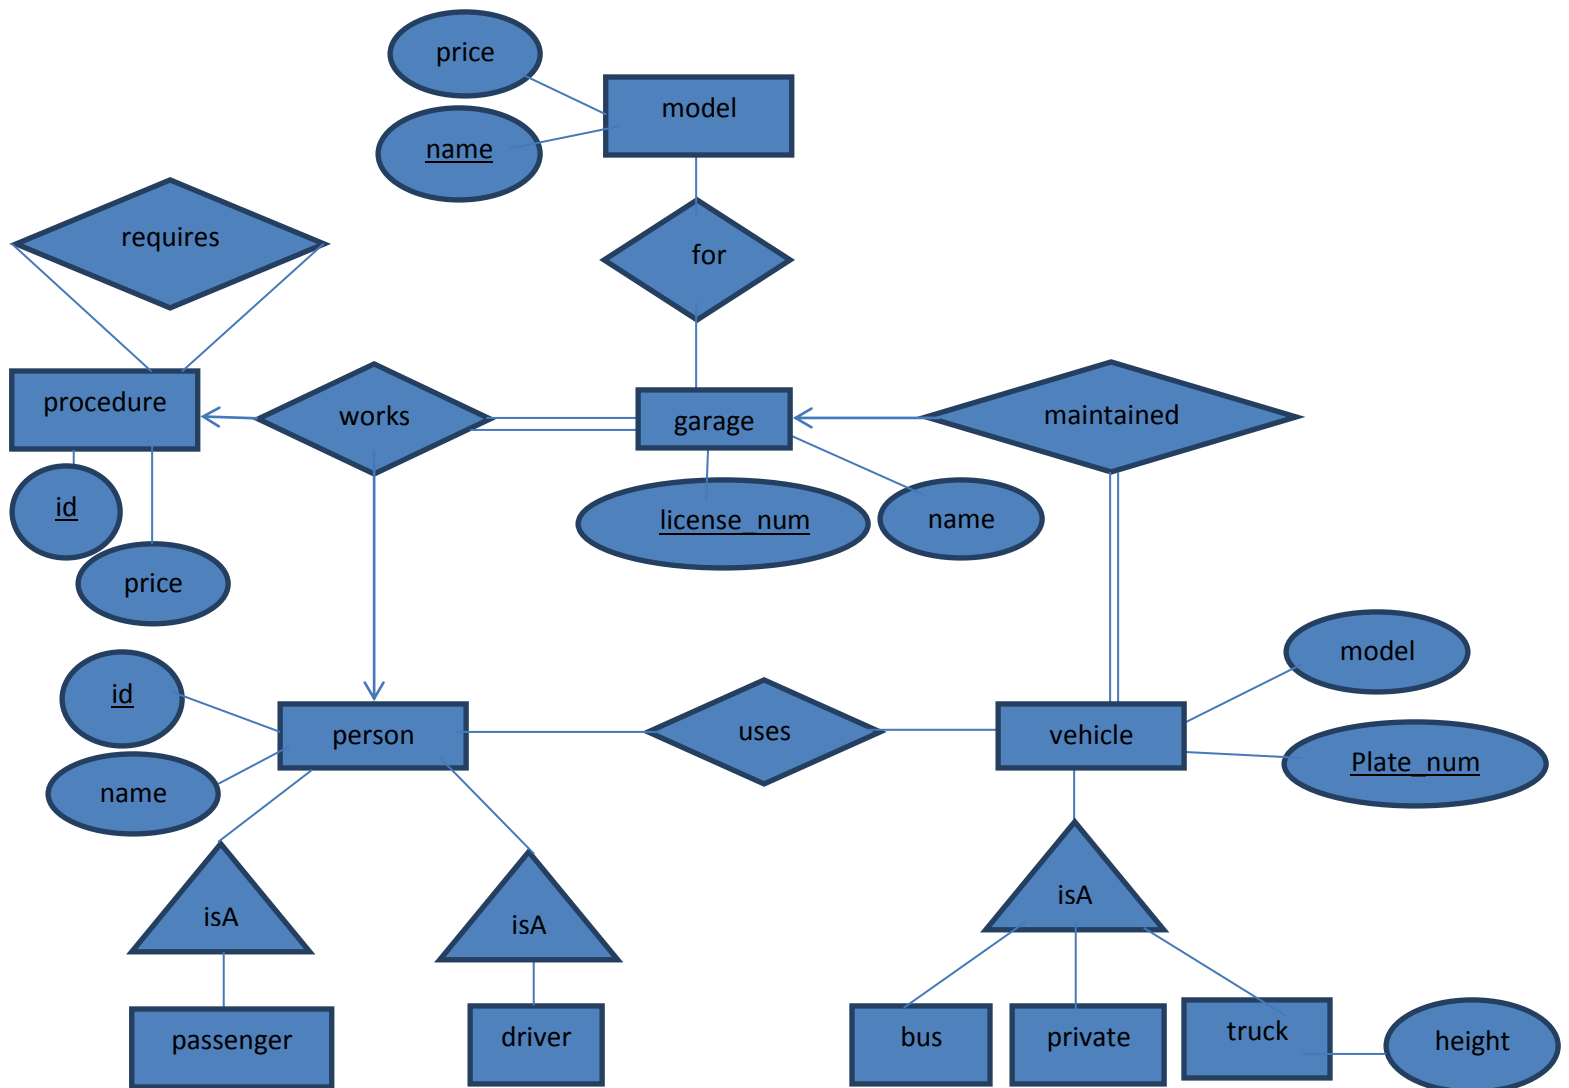 price
model
name
requires
for
procedure
works
garage
maintained
id
license_num
name
price
model
id
person
uses
vehicle
Plate_num
name
isA
isA
isA
passenger
driver
bus
private
truck
height